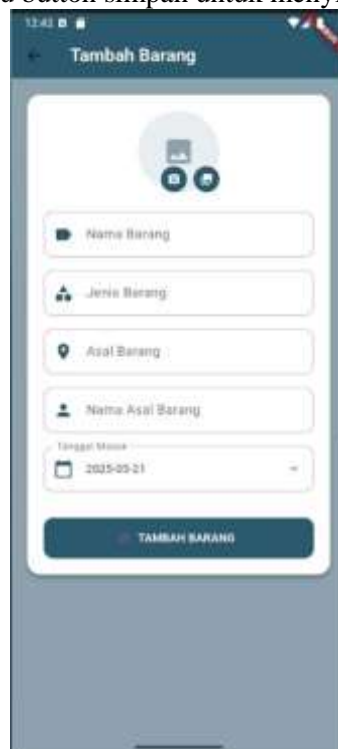 button simpan untuk
12:42
Tambah Barang
Nama Barang
Jenis Barang
Asal Barang
Nama Asal Barang
Tanggal Masuk
2025-05-21
TAMBAH BARANG